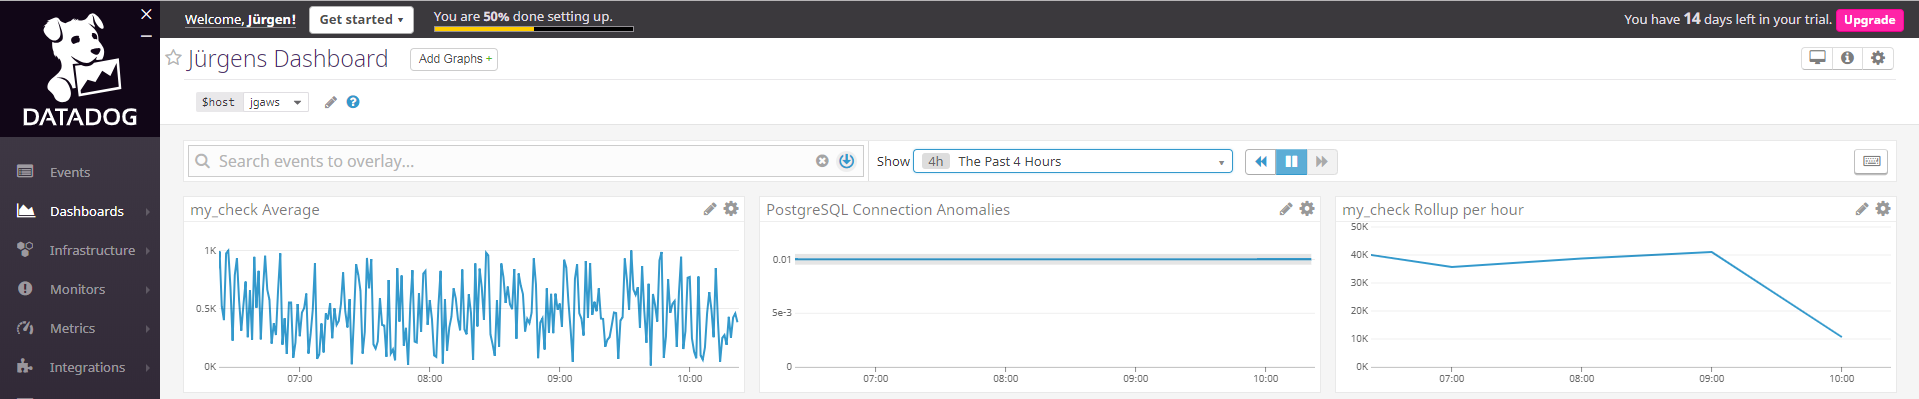 Welcome, Jürgen!
Get started
You are 50% done setting up.
You have 14 days left in your trial.
Upgrade
DATADOG
Jürgens Dashboard
Add Graphs +
$host jgaws
Search events to overlay...
Show 4h The Past 4 Hours
Events
Dashboards
Infrastructure
Monitors
Metrics
Integrations
my_check Average
1K
0.5K
0K
07:00 08:00 09:00 10:00
PostgreSQL Connection Anomalies
0.01
5e-3
0
07:00 08:00 09:00 10:00
my_check Rollup per hour
50K
40K
30K
20K
10K
0K
07:00 08:00 09:00 10:00